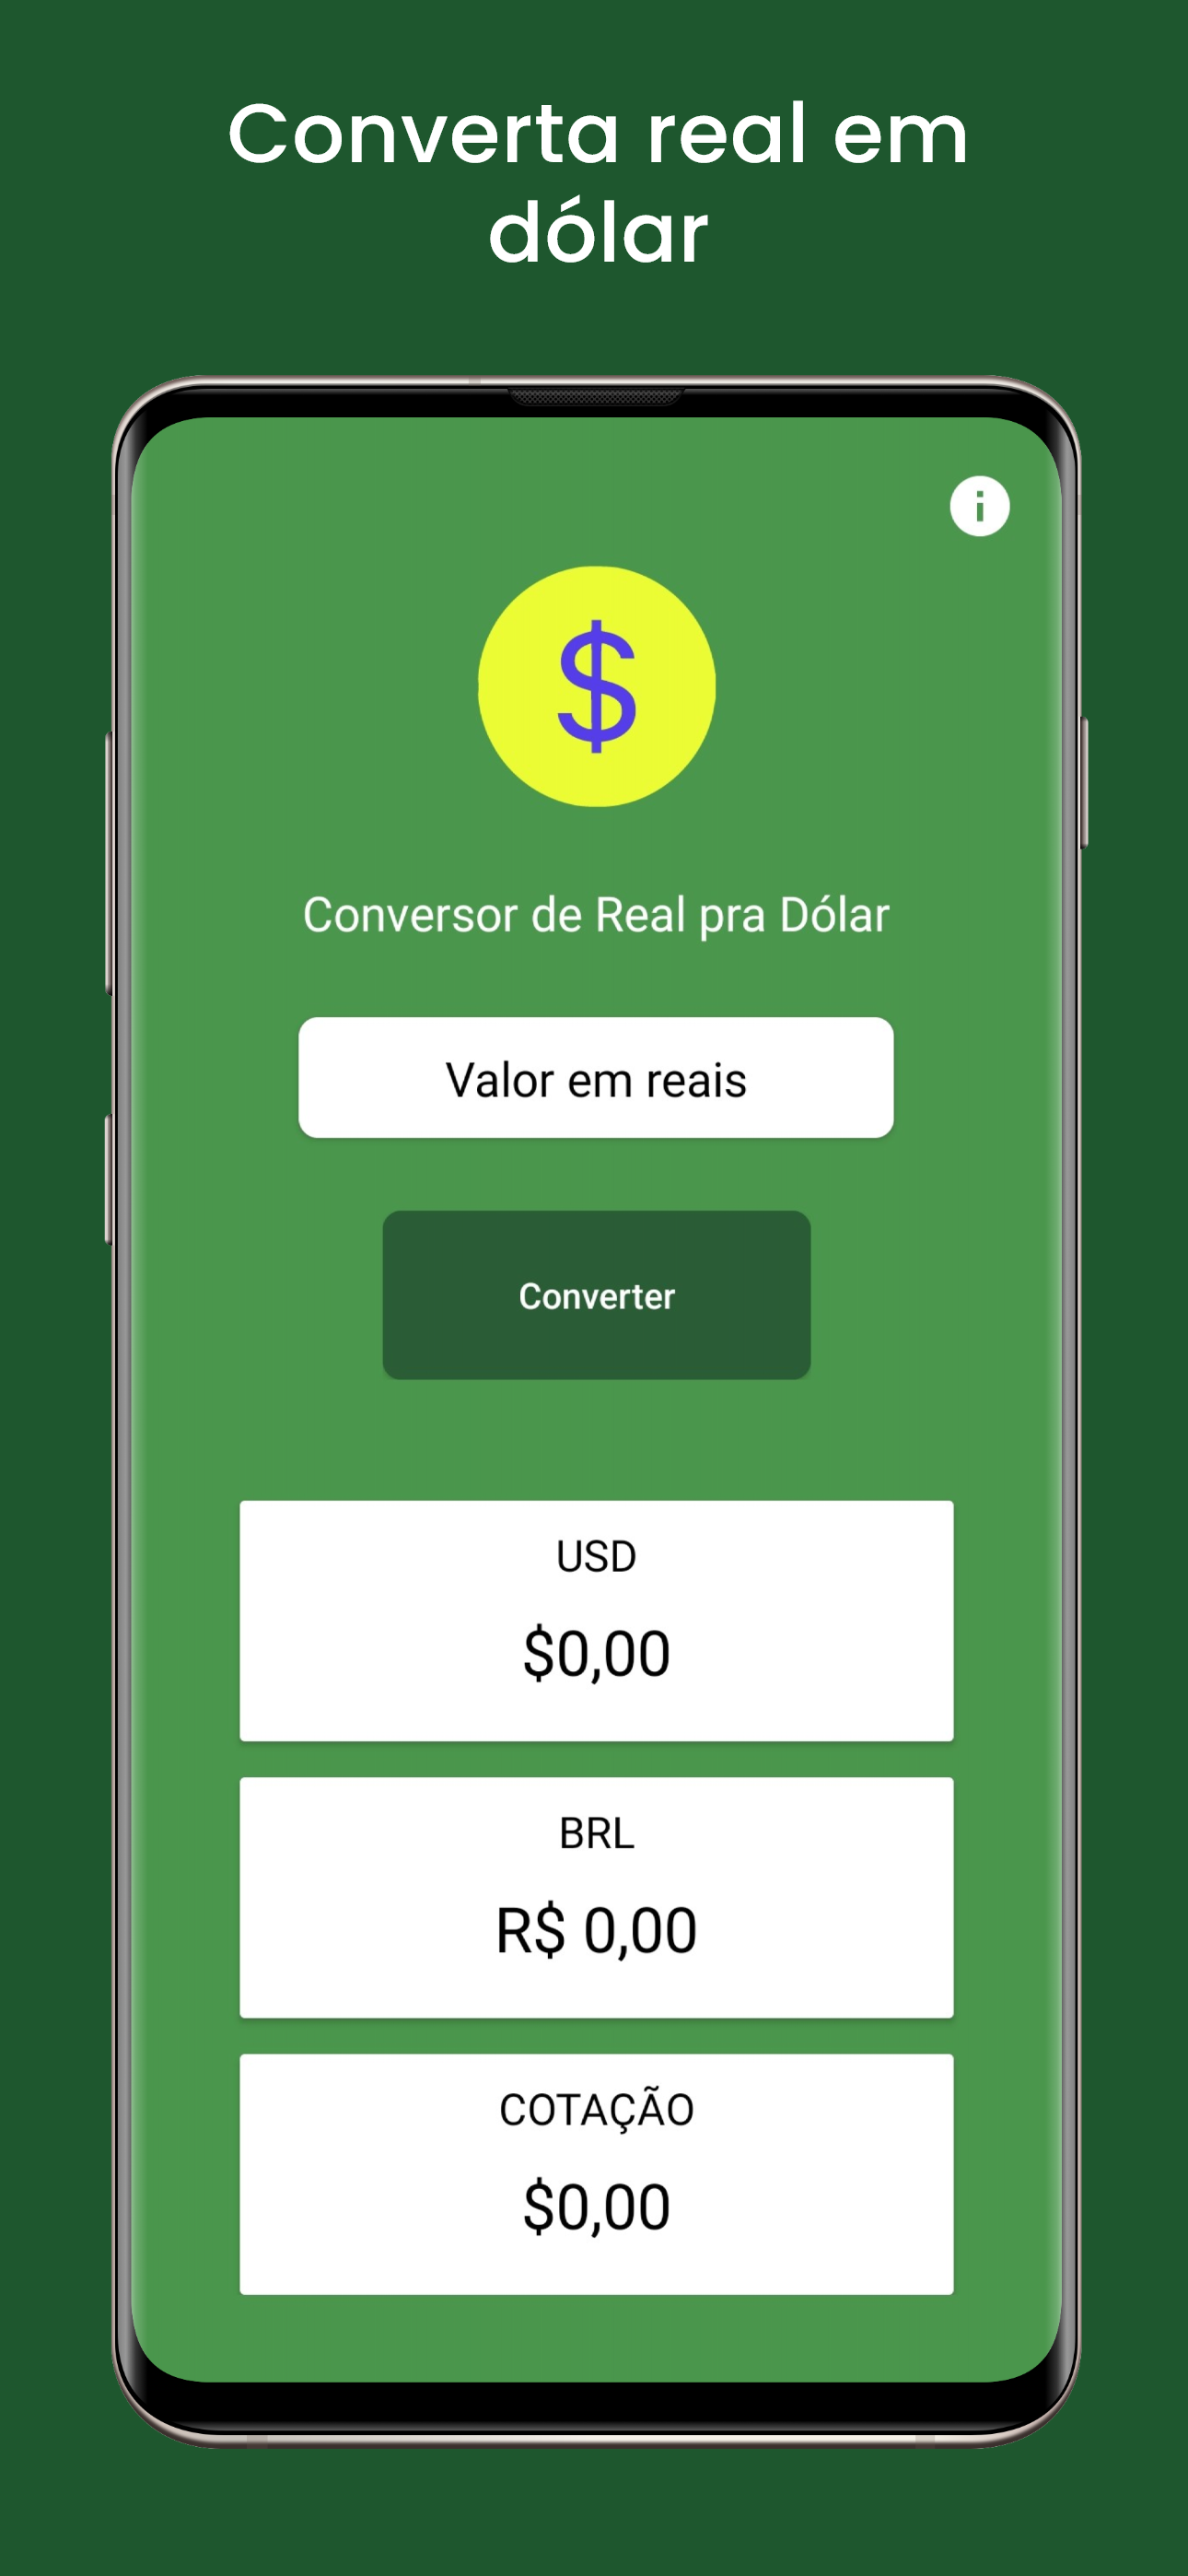 Converta real em
dólar
i
$
Conversor de Real pra Dólar
Valor em reais
Converter
USD
$0,00
BRL
R$ 0,00
COTAÇÃO
$0,00